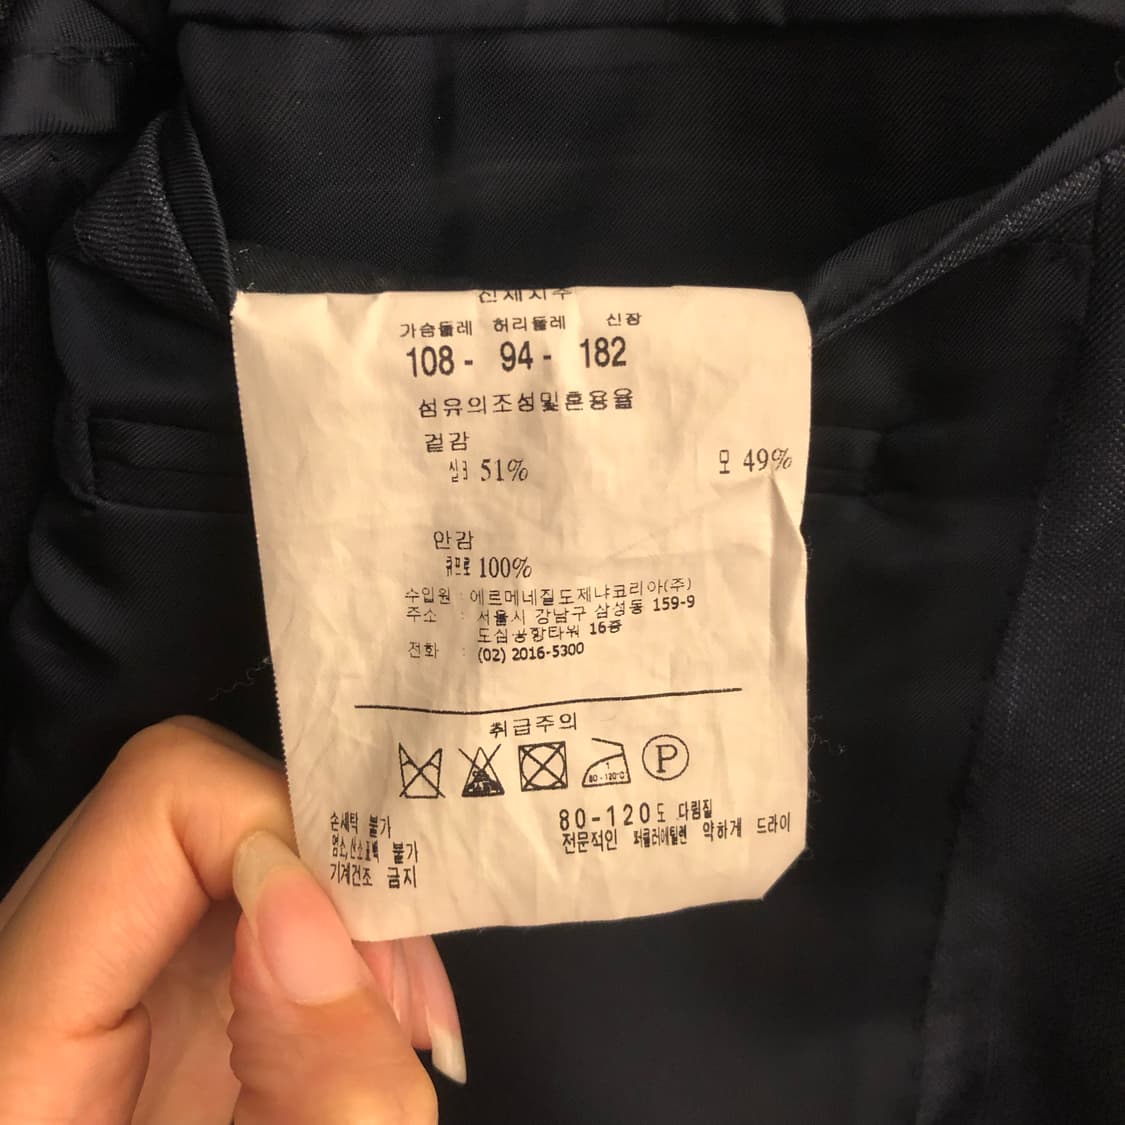 신체치수
가슴둘레 허리둘레 신장
108 - 94 - 182
섬유의조성및혼용율
겉감
실크 51% 모 49%
안감
큐프로 100%
수입원 : 에르메네질도제냐코리아(주)
주소 : 서울시 강남구 삼성동 159-9
도심공항타워 16층
전화 : (02) 2016-5300
취급주의
1
80-120°C
P
손세탁 불가 80-120도 다림질
염소,산소표백 불가 전문적인 퍼클러에틸렌 약하게 드라이
기계건조 금지